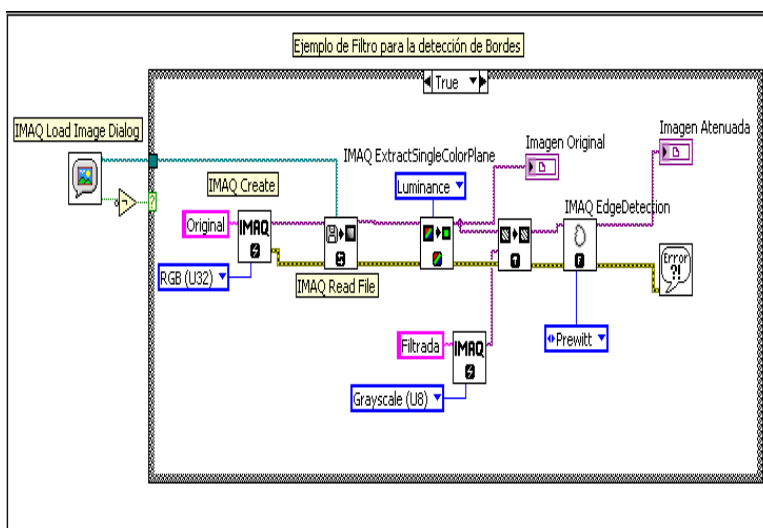 Ejemplo de Filtro para la detección de Bordes
True
IMAQ Load Image Dialog
Imagen Original
Imagen Atenuada
IMAQ ExtractSingleColorPlane
Luminance
IMAQ Create
Original
IMAQ
RGB (U32)
IMAQ Read File
IMAQ EdgeDetection
Error
?!
Prewitt
Filtrada
IMAQ
Grayscale (U8)